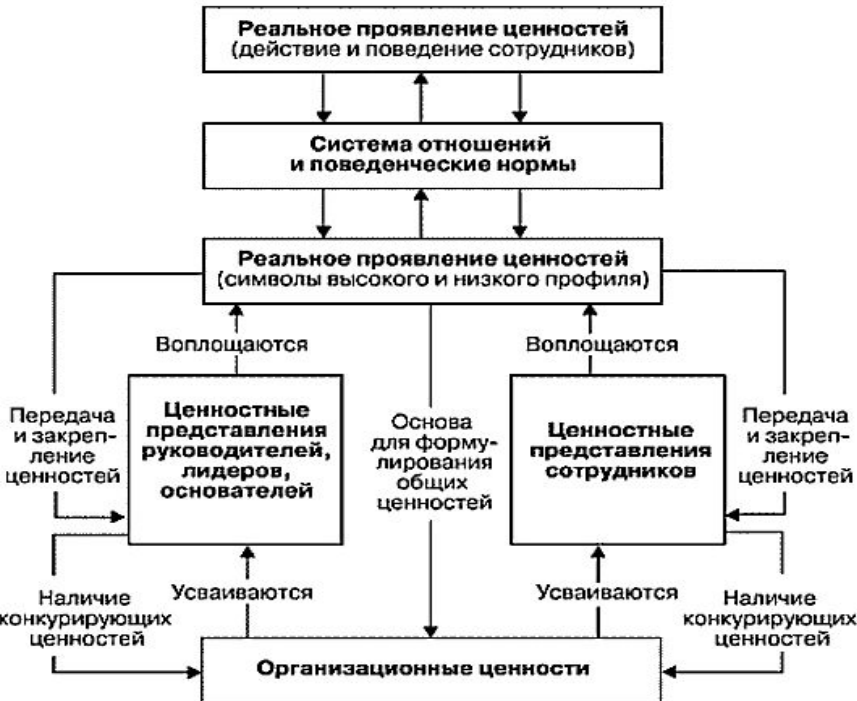 Реальное проявление ценностей
(действие и поведение сотрудников)
Система отношений
и поведенческие нормы
Реальное проявление ценностей
(символы высокого и низкого профиля)
Воплощаются
Воплощаются
Передача
и закреп-
ление
ценностей
Ценностные
представления
руководителей,
лидеров,
основателей
Основа
для форму-
лирования
общих
ценностей
Ценностные
представления
сотрудников
Передача
и закреп-
ление
ценностей
Наличие
конкурирующих
ценностей
Усваиваются
Усваиваются
Наличие
конкурирующих
ценностей
Организационные ценности